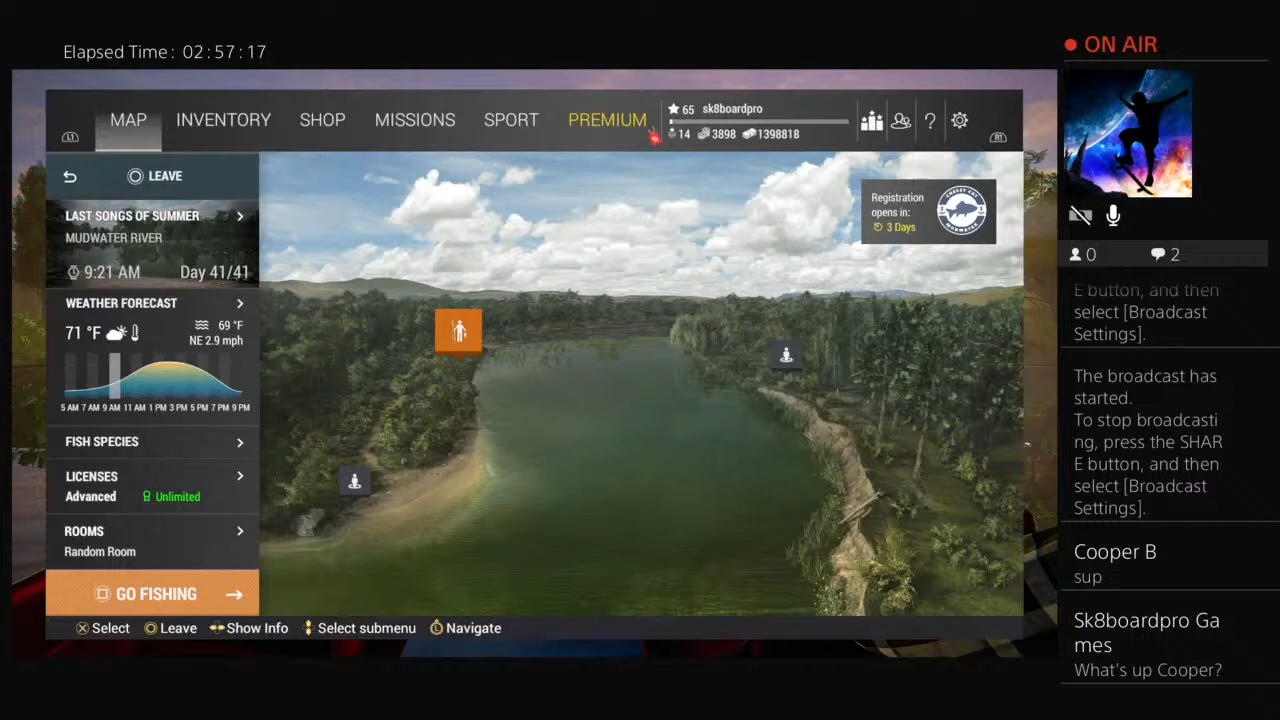 Elapsed Time: 02:57:17
ON AIR
L1
MAP
INVENTORY
SHOP
MISSIONS
SPORT
PREMIUM
65 sk8boardpro
14 3898 1398818
?
R1
LEAVE
LAST SONGS OF SUMMER
MUDWATER RIVER
9:21 AM Day 41/41
WEATHER FORECAST
71 °F
69 °F
NE 2.9 mph
5 AM 7 AM 9 AM 11 AM 1 PM 3 PM 5 PM 7 PM 9 PM
FISH SPECIES
LICENSES
Advanced Unlimited
ROOMS
Random Room
GO FISHING
Registration
opens in:
3 Days
MUDWATER
Select
Leave
Show Info
Select submenu
L Navigate
0 2
E button, and then
select [Broadcast
Settings].
The broadcast has
started.
To stop broadcasti
ng, press the SHAR
E button, and then
select [Broadcast
Settings].
Cooper B
sup
Sk8boardpro Ga
mes
What's up Cooper?